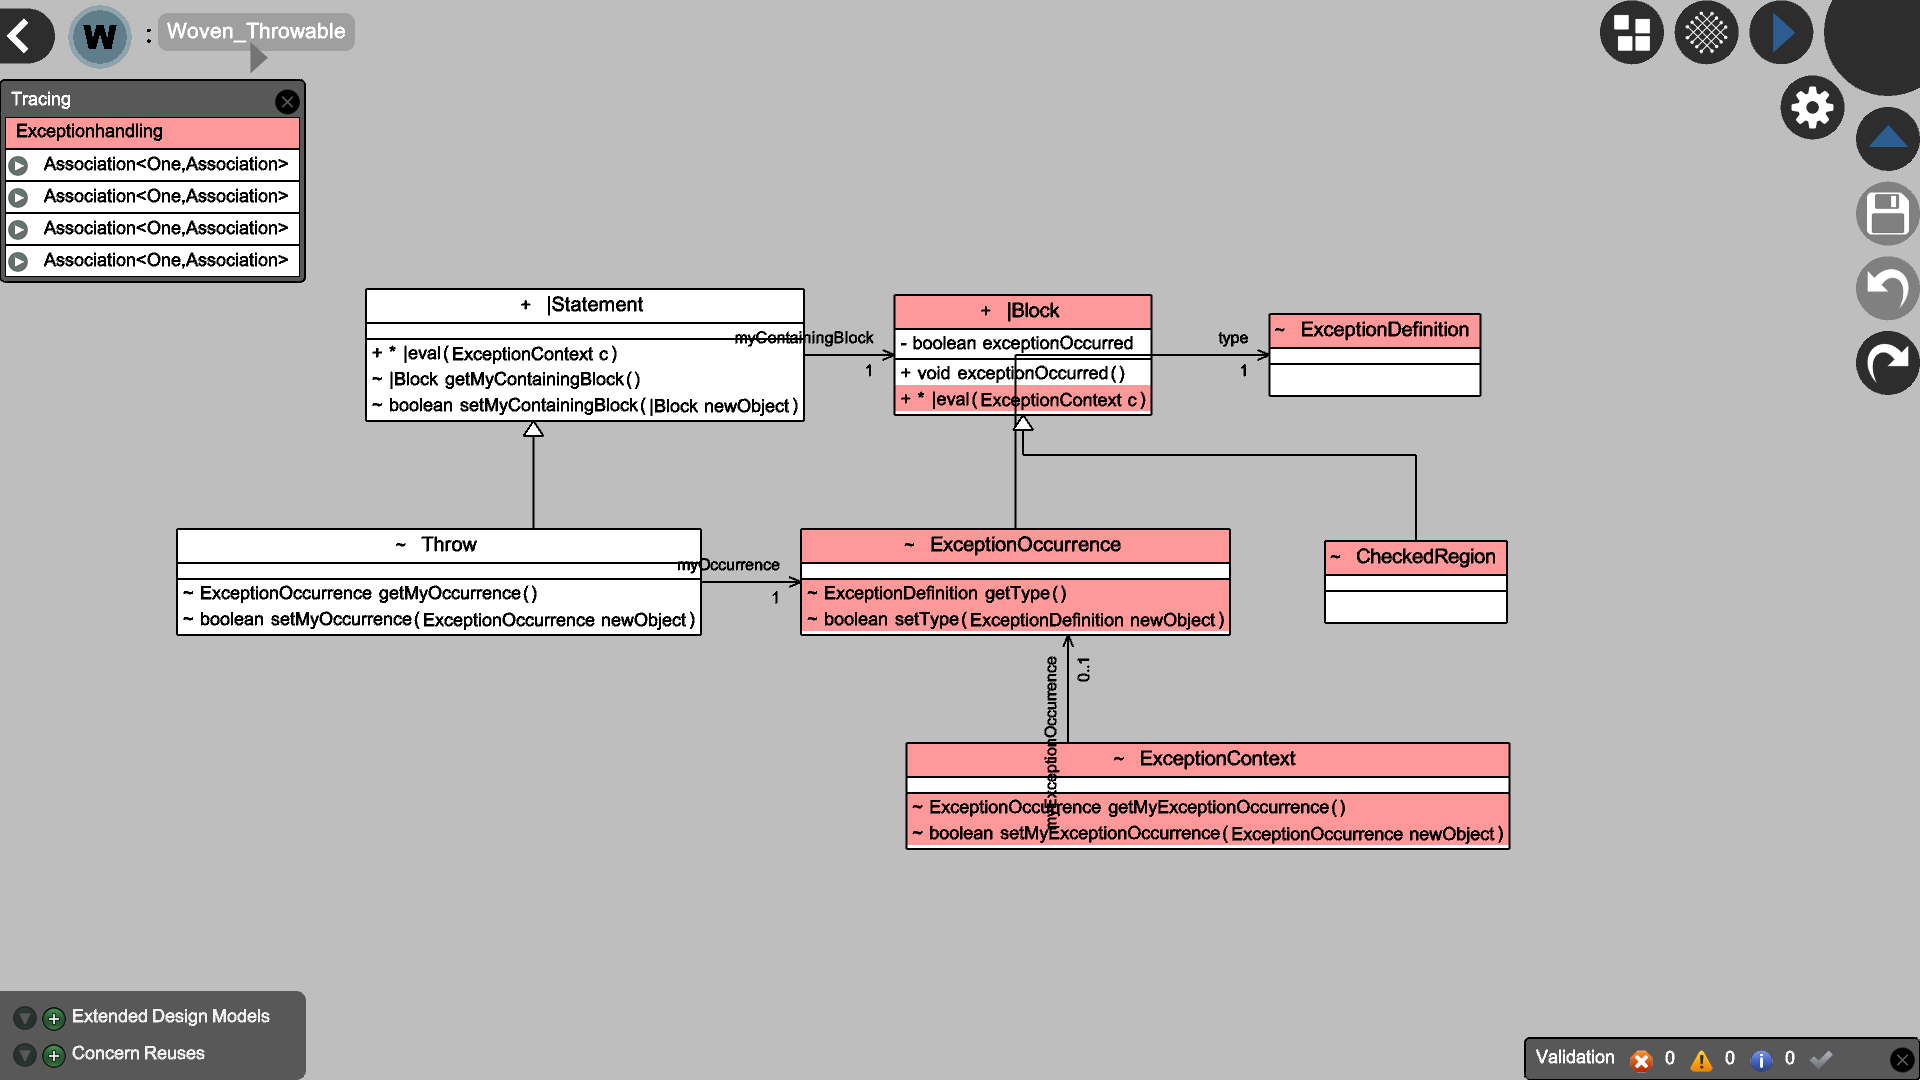 W : Woven_Throwable
Tracing
Exceptionhandling
Association<One,Association>
Association<One,Association>
Association<One,Association>
Association<One,Association>
+ |Statement
+ * |eval(ExceptionContext c)
~ |Block getMyContainingBlock()
~ boolean setMyContainingBlock(|Block newObject)
myContainingBlock
1
+ |Block
- boolean exceptionOccurred
+ void exceptionOccurred()
+ * |eval(ExceptionContext c)
type
1
~ ExceptionDefinition
~ Throw
~ ExceptionOccurrence getMyOccurrence()
~ boolean setMyOccurrence(ExceptionOccurrence newObject)
myOccurrence
1
~ ExceptionOccurrence
~ ExceptionDefinition getType()
~ boolean setType(ExceptionDefinition newObject)
~ CheckedRegion
myExceptionOccurrence
0..1
~ ExceptionContext
~ ExceptionOccurrence getMyExceptionOccurrence()
~ boolean setMyExceptionOccurrence(ExceptionOccurrence newObject)
Extended Design Models
Concern Reuses
Validation 0 0 0